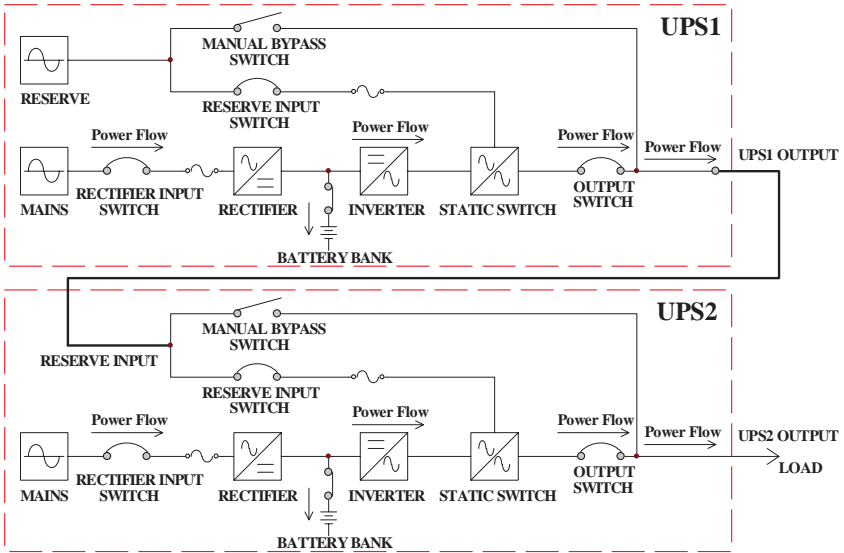 UPS1
MANUAL BYPASS
SWITCH
RESERVE
RESERVE INPUT
SWITCH
Power Flow
Power Flow
Power Flow
Power Flow
UPS1 OUTPUT
MAINS
RECTIFIER INPUT
SWITCH
RECTIFIER
INVERTER
STATIC SWITCH
OUTPUT
SWITCH
BATTERY BANK
UPS2
MANUAL BYPASS
SWITCH
RESERVE INPUT
RESERVE INPUT
SWITCH
Power Flow
Power Flow
Power Flow
Power Flow
UPS2 OUTPUT
LOAD
MAINS
RECTIFIER INPUT
SWITCH
RECTIFIER
INVERTER
STATIC SWITCH
OUTPUT
SWITCH
BATTERY BANK